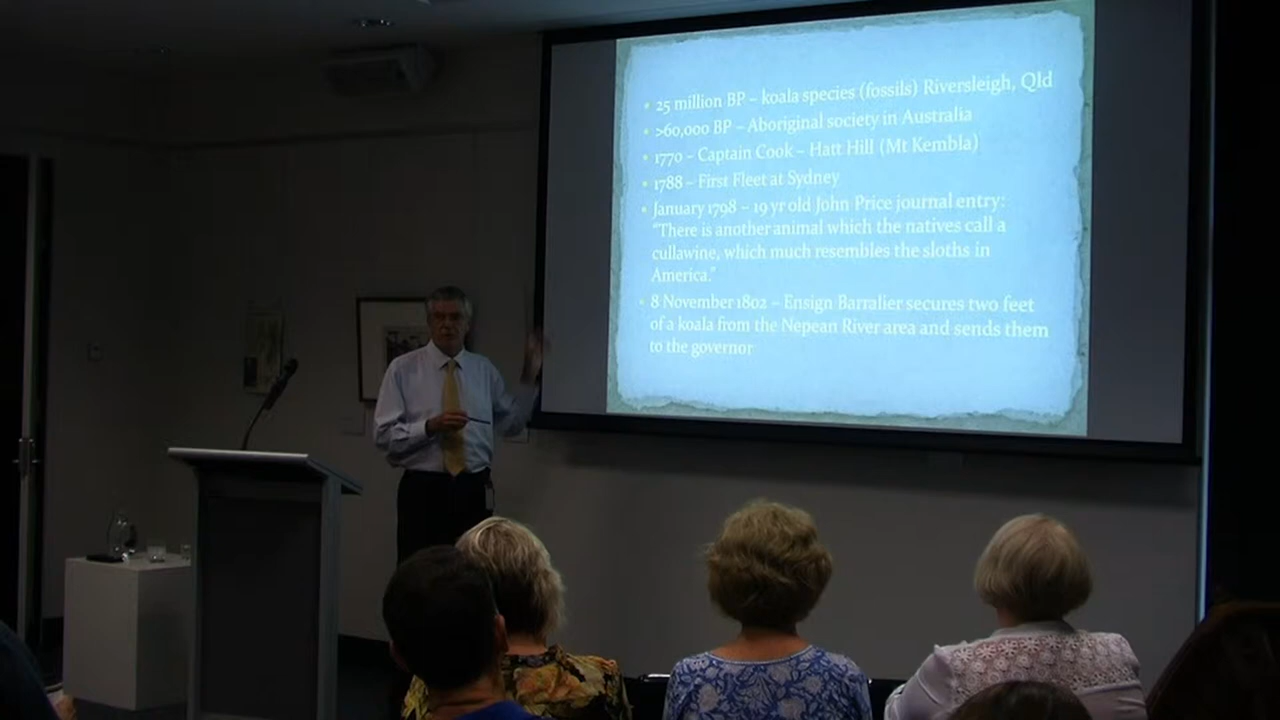 • 25 million BP – koala species (fossils) Riversleigh, Qld
• >60,000 BP – Aboriginal society in Australia
• 1770 – Captain Cook – Hatt Hill (Mt Kembla)
• 1788 – First Fleet at Sydney
• January 1798 – 19 yr old John Price journal entry:
"There is another animal which the natives call a
cullawine, which much resembles the sloths in
America."
• 8 November 1802 – Ensign Barralier secures two feet
of a koala from the Nepean River area and sends them
to the governor